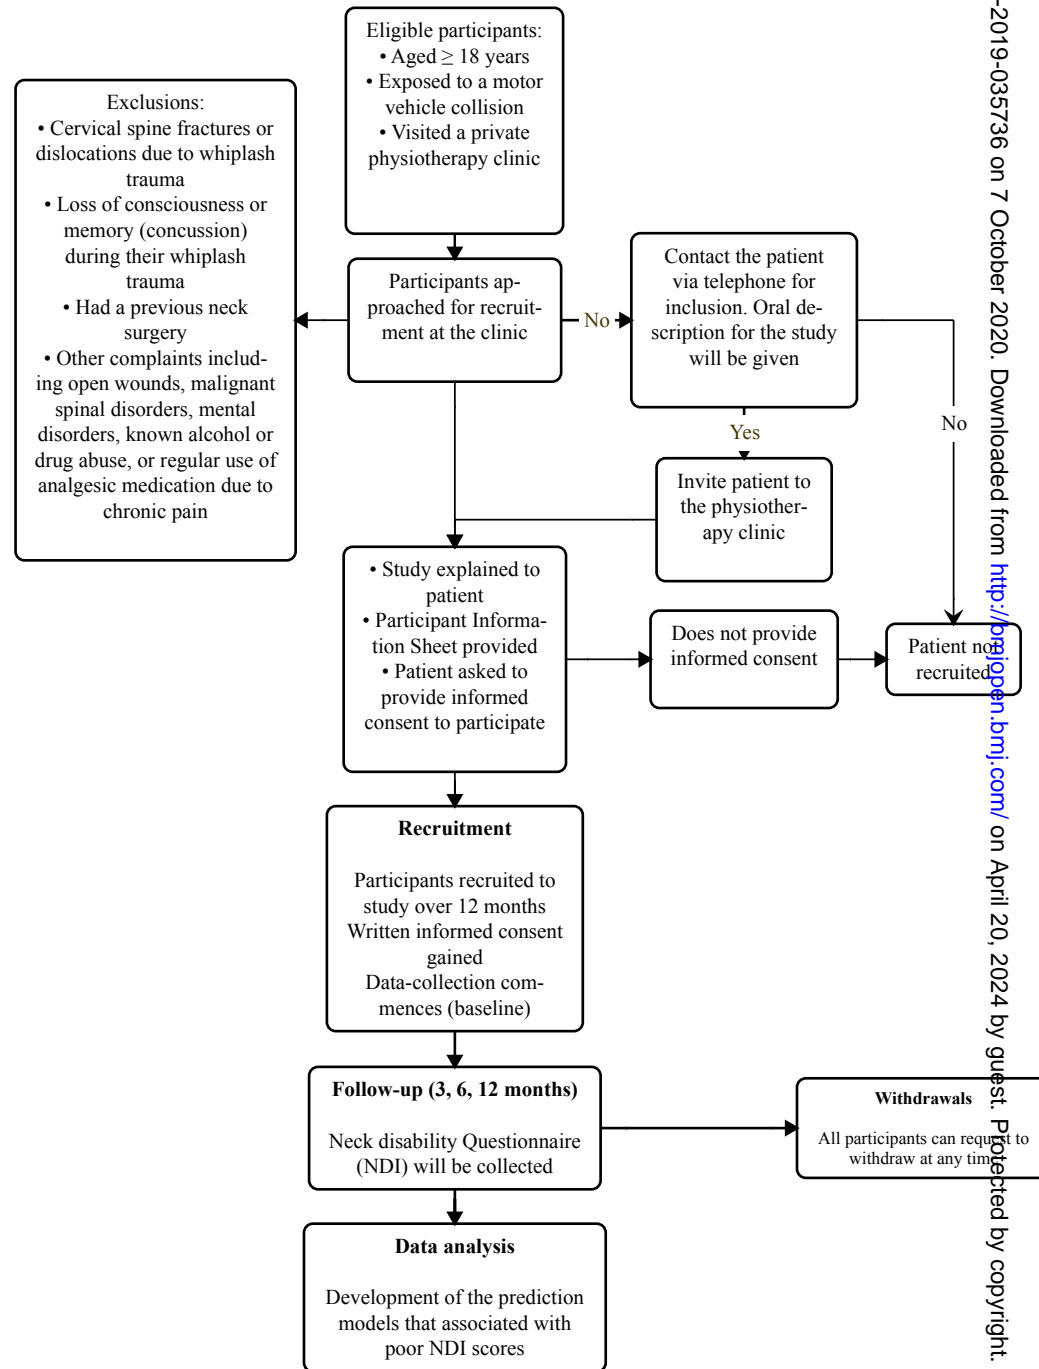 Eligible participants:
• Aged ≥ 18 years
• Exposed to a motor
vehicle collision
• Visited a private
physiotherapy clinic
Exclusions:
• Cervical spine fractures or
dislocations due to whiplash
trauma
• Loss of consciousness or
memory (concussion)
during their whiplash
trauma
• Had a previous neck
surgery
• Other complaints includ-
ing open wounds, malignant
spinal disorders, mental
disorders, known alcohol or
drug abuse, or regular use of
analgesic medication due to
chronic pain
Participants ap-
proached for recruit-
ment at the clinic
No
Contact the patient
via telephone for
inclusion. Oral de-
scription for the study
will be given
No
Yes
Invite patient to
the physiother-
apy clinic
• Study explained to
patient
• Participant Informa-
tion Sheet provided
• Patient asked to
provide informed
consent to participate
Does not provide
informed consent
Patient not
recruited
Recruitment
Participants recruited to
study over 12 months
Written informed consent
gained
Data-collection com-
mences (baseline)
Follow-up (3, 6, 12 months)
Neck disability Questionnaire
(NDI) will be collected
Withdrawals
All participants can request to
withdraw at any time
Data analysis
Development of the prediction
models that associated with
poor NDI scores
-2019-035736 on 7 October 2020. Downloaded from http://bmjopen.bmj.com/ on April 20, 2024 by guest. Protected by copyright.